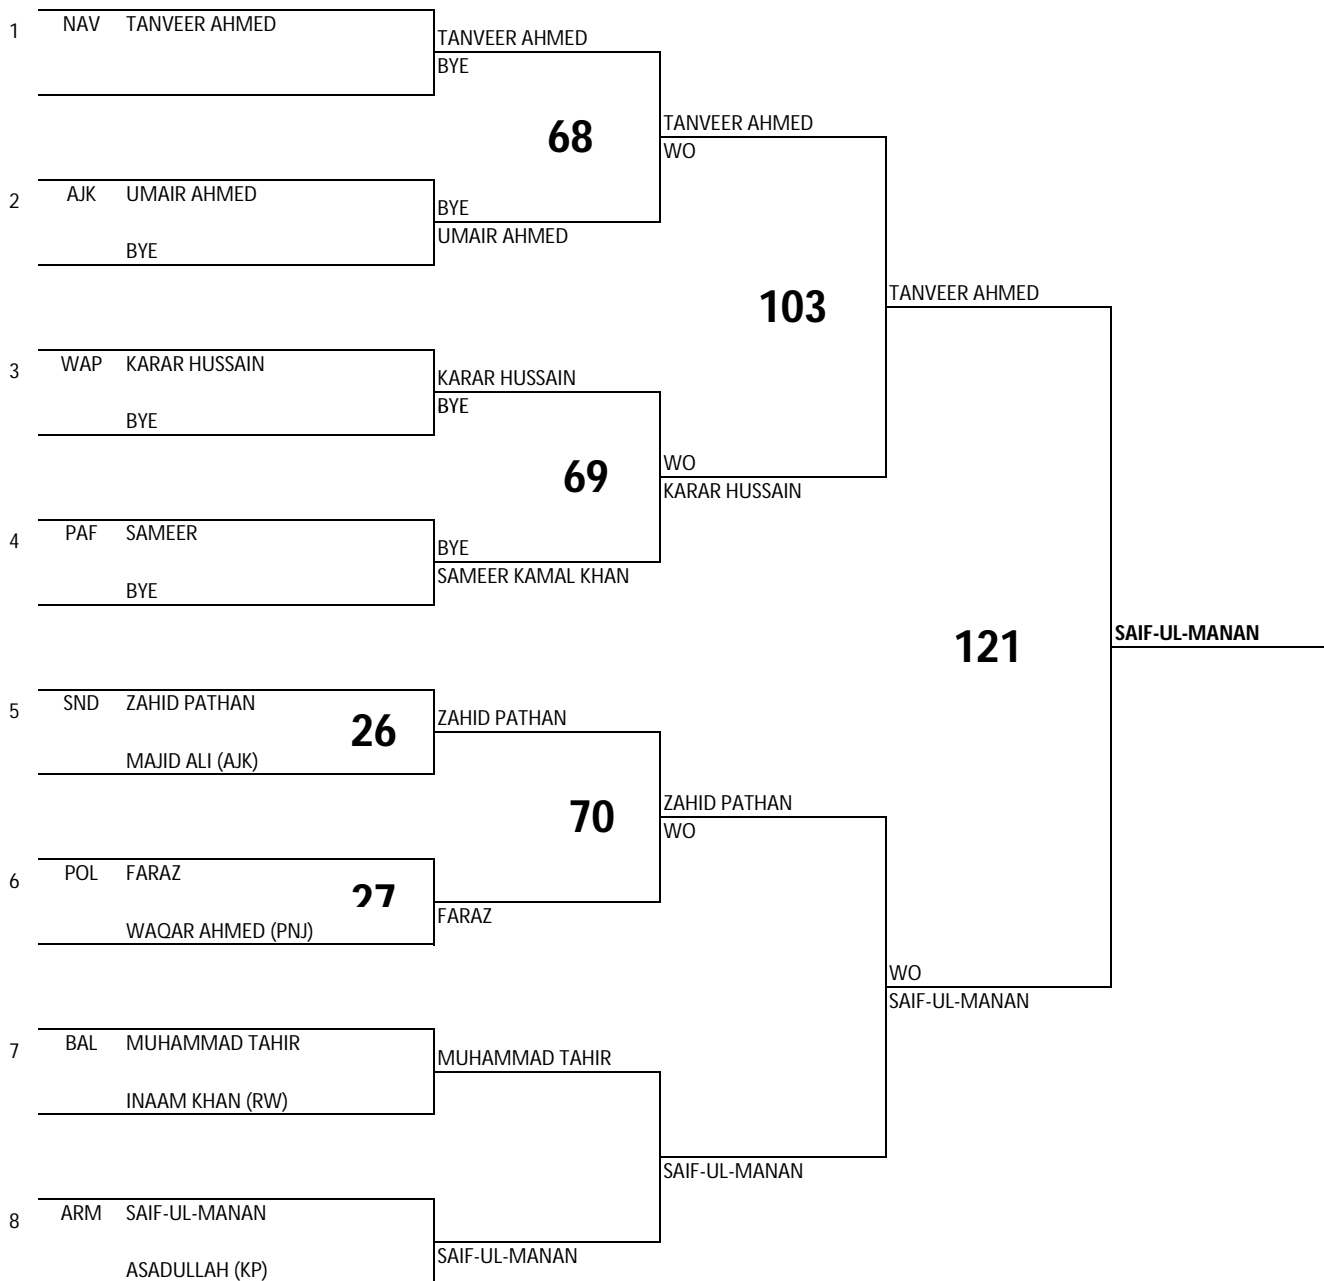 1 NAV TANVEER AHMED
TANVEER AHMED
BYE
68
TANVEER AHMED
WO
2 AJK UMAIR AHMED
BYE
BYE
UMAIR AHMED
103
TANVEER AHMED
3 WAP KARAR HUSSAIN
BYE
KARAR HUSSAIN
BYE
69
WO
KARAR HUSSAIN
4 PAF SAMEER
BYE
BYE
SAMEER KAMAL KHAN
121
SAIF-UL-MANAN
5 SND ZAHID PATHAN
26
MAJID ALI (AJK)
ZAHID PATHAN
70
ZAHID PATHAN
WO
6 POL FARAZ
27
WAQAR AHMED (PNJ)
FARAZ
WO
SAIF-UL-MANAN
7 BAL MUHAMMAD TAHIR
INAAM KHAN (RW)
MUHAMMAD TAHIR
SAIF-UL-MANAN
8 ARM SAIF-UL-MANAN
ASADULLAH (KP)
SAIF-UL-MANAN